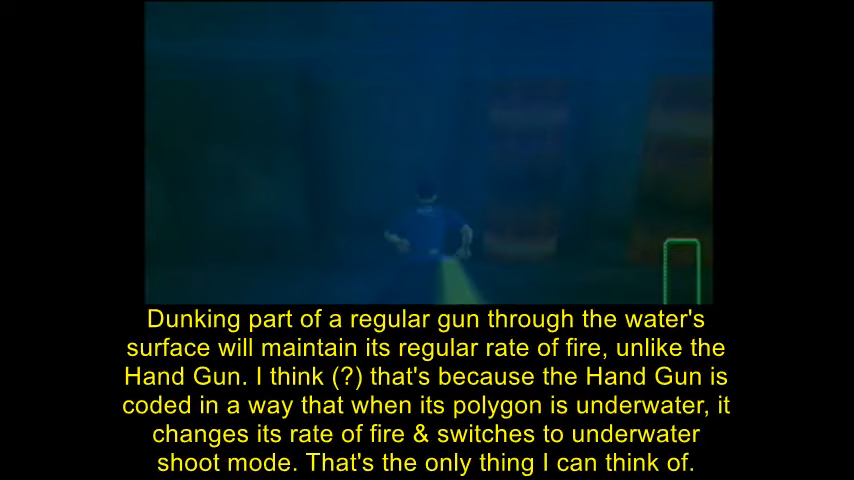 Dunking part of a regular gun through the water's
surface will maintain its regular rate of fire, unlike the
Hand Gun. I think (?) that's because the Hand Gun is
coded in a way that when its polygon is underwater, it
changes its rate of fire & switches to underwater
shoot mode. That's the only thing I can think of.